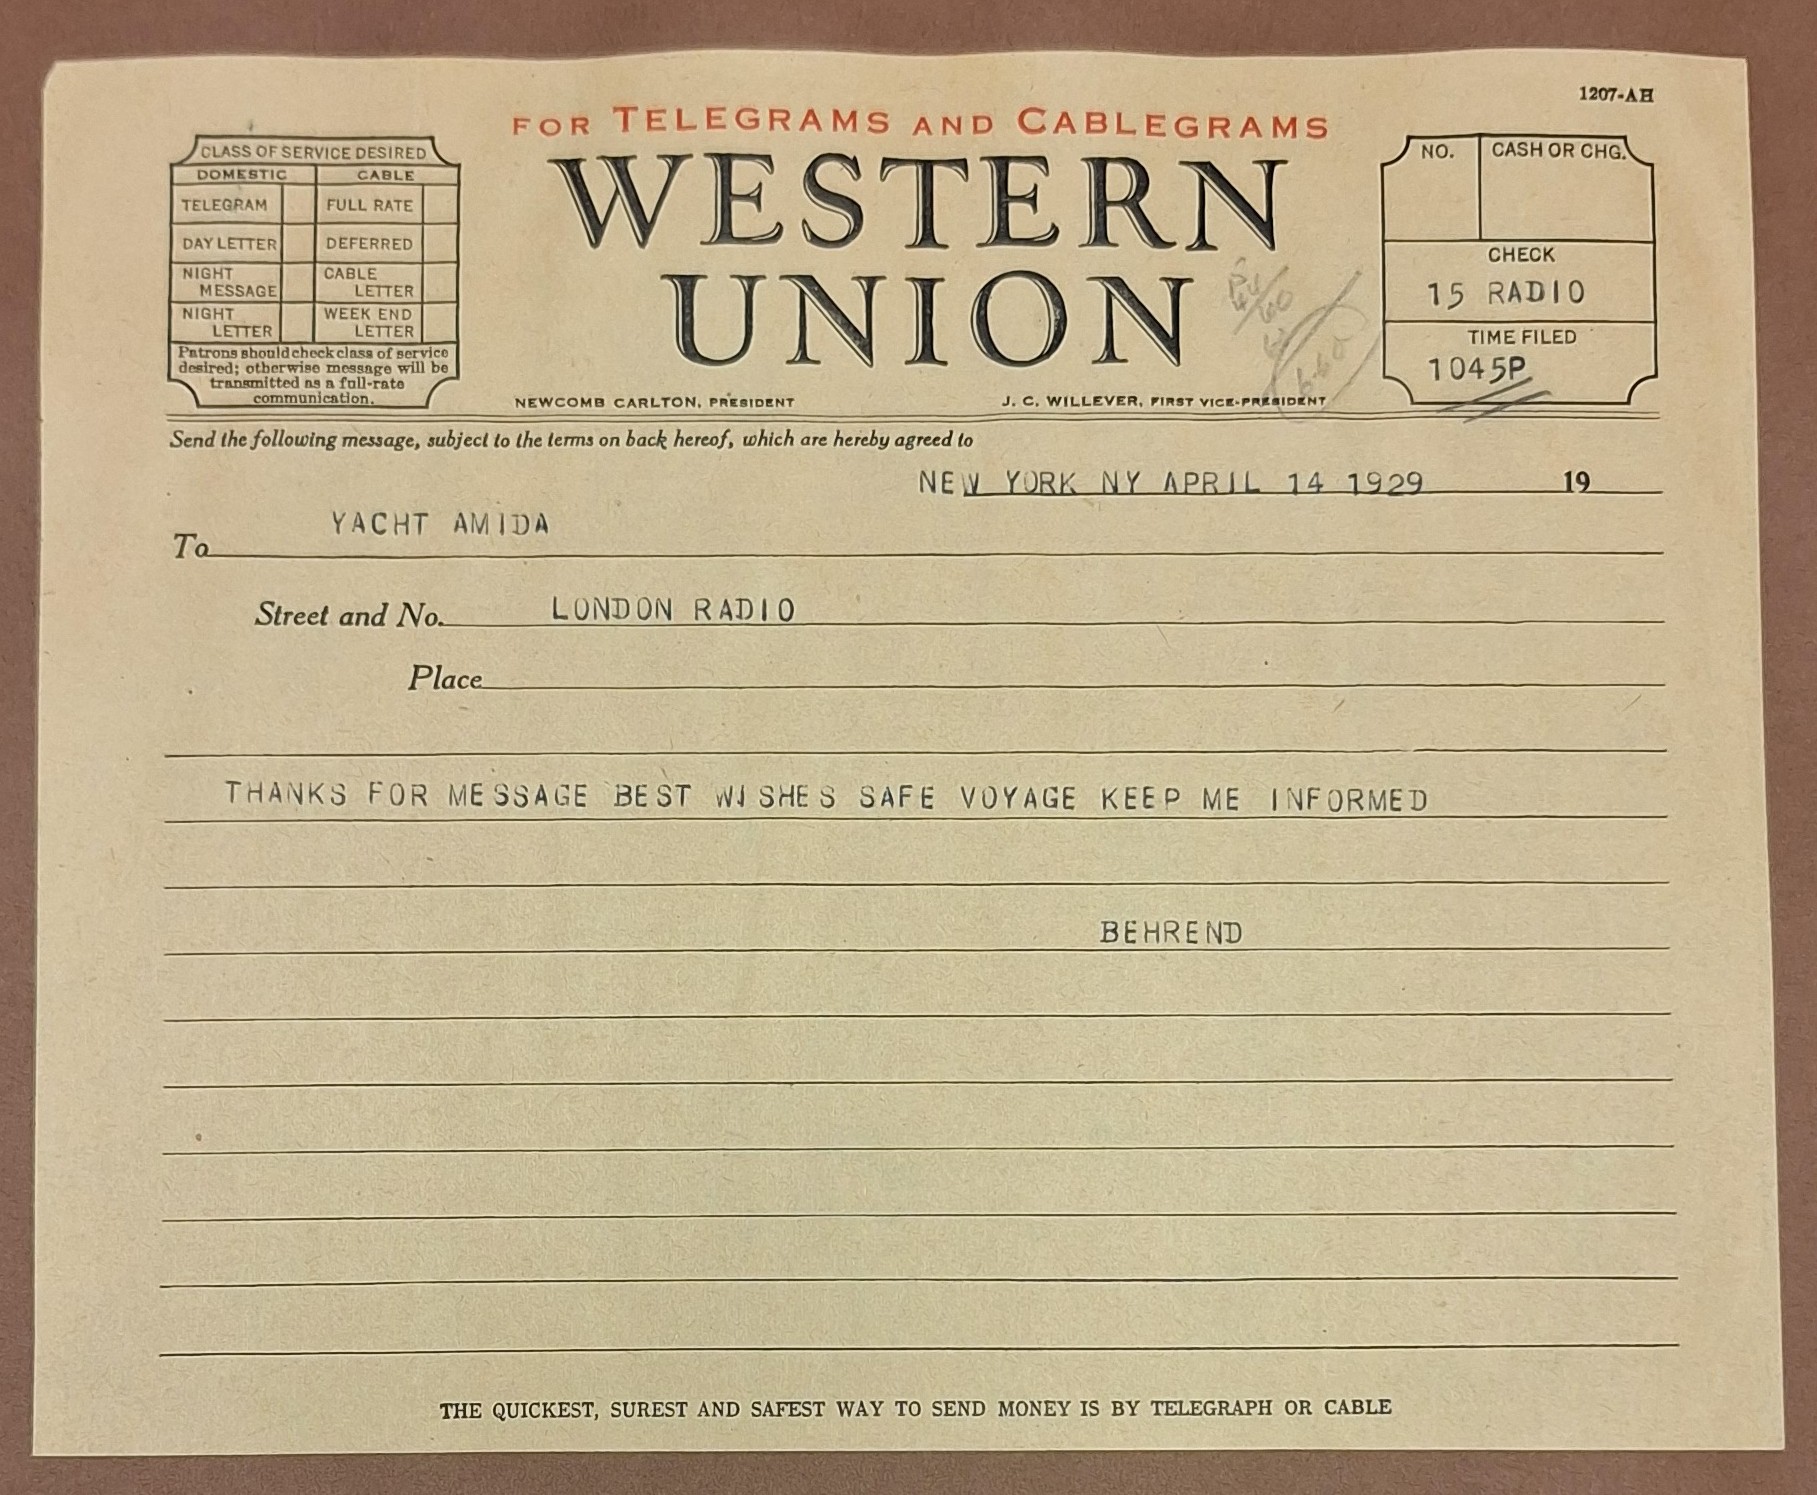 1207-AH
FOR TELEGRAMS AND CABLEGRAMS
WESTERN
UNION
NEWCOMB CARLTON, PRESIDENT
J. C. WILLEVER, FIRST VICE-PRESIDENT
CLASS OF SERVICE DESIRED
DOMESTIC CABLE
TELEGRAM FULL RATE
DAY LETTER DEFERRED
NIGHT MESSAGE CABLE LETTER
NIGHT LETTER WEEK END LETTER
Patrons should check class of service
desired; otherwise message will be
transmitted as a full-rate
communication.
NO. CASH OR CHG.
CHECK
15 RADIO
TIME FILED
1045P
Send the following message, subject to the terms on back hereof, which are hereby agreed to
NEW YORK NY APRIL 14 1929 19
To YACHT AMIDA
Street and No. LONDON RADIO
Place
THANKS FOR MESSAGE BEST WISHES SAFE VOYAGE KEEP ME INFORMED
BEHREND
THE QUICKEST, SUREST AND SAFEST WAY TO SEND MONEY IS BY TELEGRAPH OR CABLE